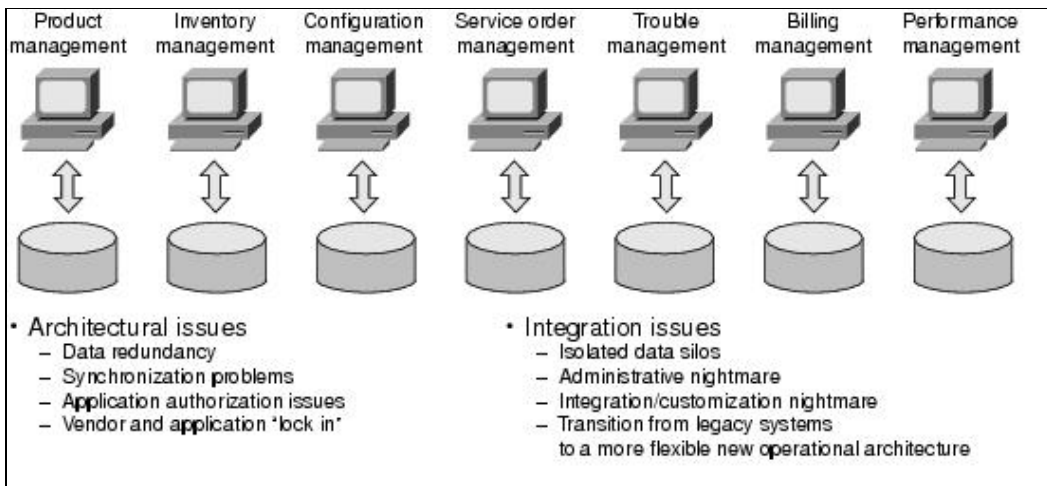 Product management
Inventory management
Configuration management
Service order management
Trouble management
Billing management
Performance management
• Architectural issues
– Data redundancy
– Synchronization problems
– Application authorization issues
– Vendor and application "lock in"
• Integration issues
– Isolated data silos
– Administrative nightmare
– Integration/customization nightmare
– Transition from legacy systems
to a more flexible new operational architecture